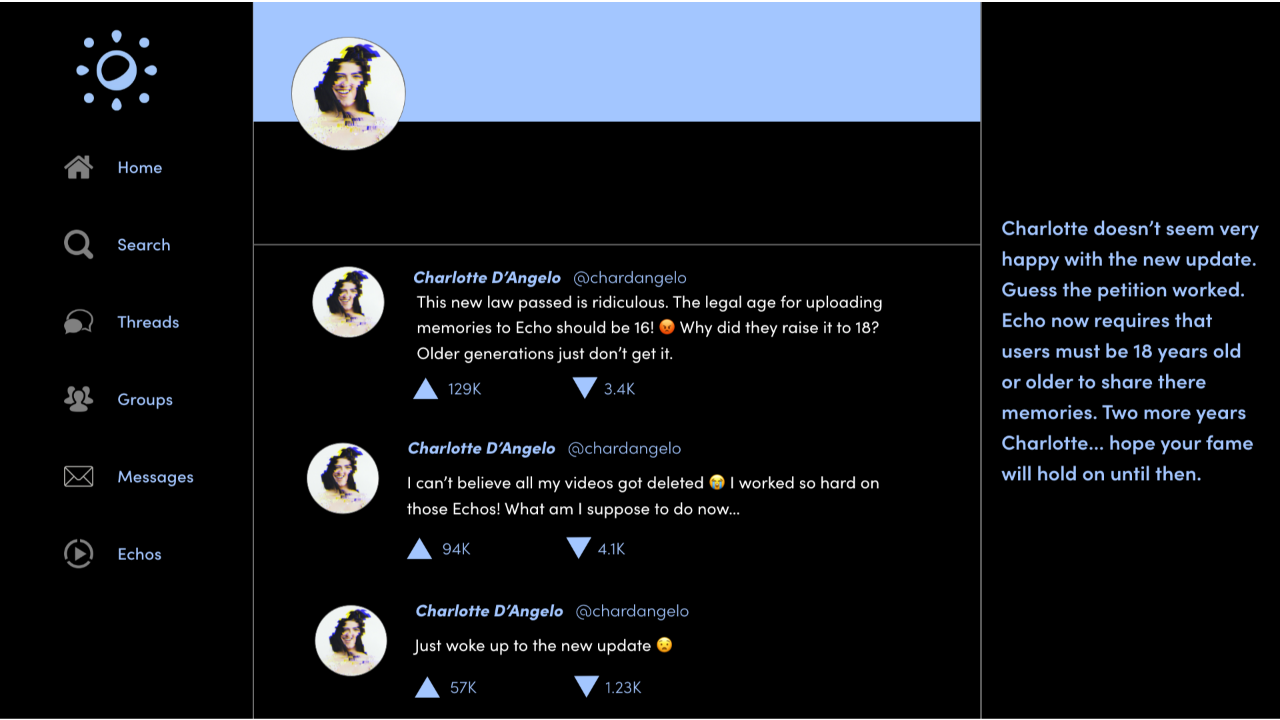 Home
Search
Threads
Groups
Messages
Echos
Charlotte D’Angelo @chardangelo
This new law passed is ridiculous. The legal age for uploading
memories to Echo should be 16! 😡 Why did they raise it to 18?
Older generations just don’t get it.
129K 3.4K
Charlotte D’Angelo @chardangelo
I can’t believe all my videos got deleted 😭 I worked so hard on
those Echos! What am I suppose to do now...
94K 4.1K
Charlotte D’Angelo @chardangelo
Just woke up to the new update 😟
57K 1.23K
Charlotte doesn’t seem very
happy with the new update.
Guess the petition worked.
Echo now requires that
users must be 18 years old
or older to share there
memories. Two more years
Charlotte... hope your fame
will hold on until then.